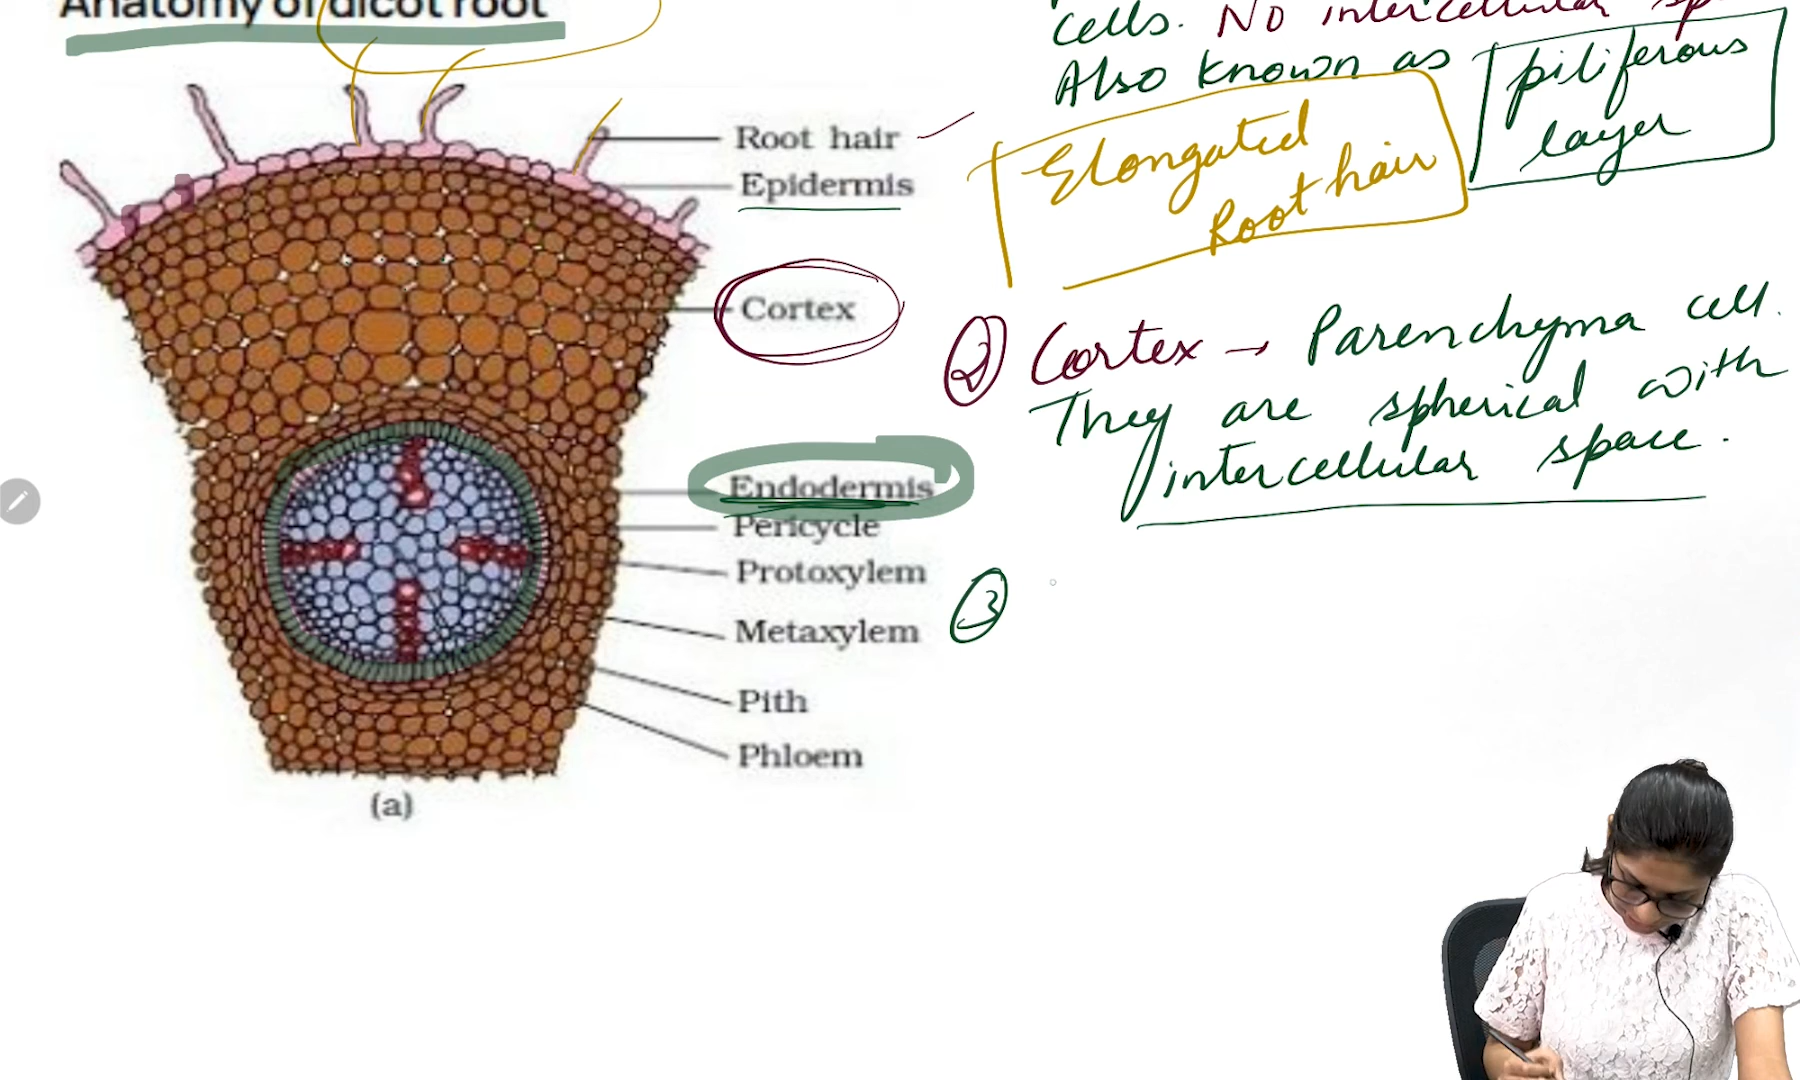 Anatomy of dicot root
Root hair
Epidermis
Cortex
Endodermis
Pericycle
Protoxylem
Metaxylem
Pith
Phloem
(a)
cells. No intercellular
Also known as piliferous
layer
Elongated
Root hair
② Cortex → Parenchyma cell.
They are spherical with
intercellular space.
③